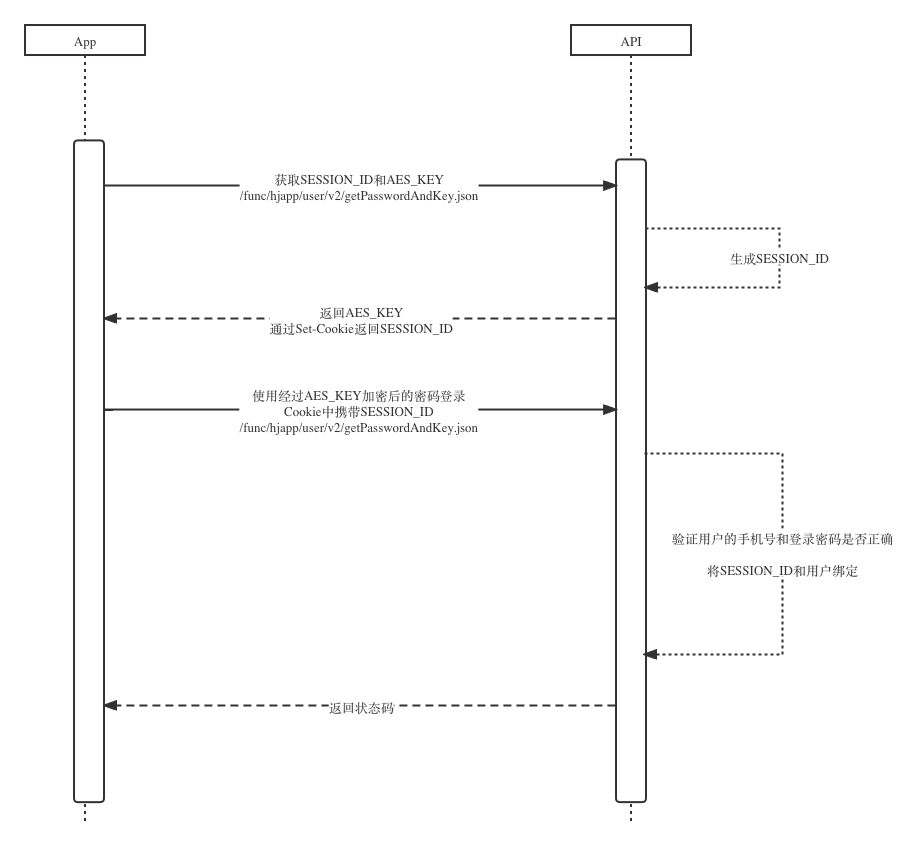 App
API
获取SESSION_ID和AES_KEY
/func/hjapp/user/v2/getPasswordAndKey.json
生成SESSION_ID
返回AES_KEY
通过Set-Cookie返回SESSION_ID
使用经过AES_KEY加密后的密码登录
Cookie中携带SESSION_ID
/func/hjapp/user/v2/getPasswordAndKey.json
验证用户的手机号和登录密码是否正确
将SESSION_ID和用户绑定
返回状态码